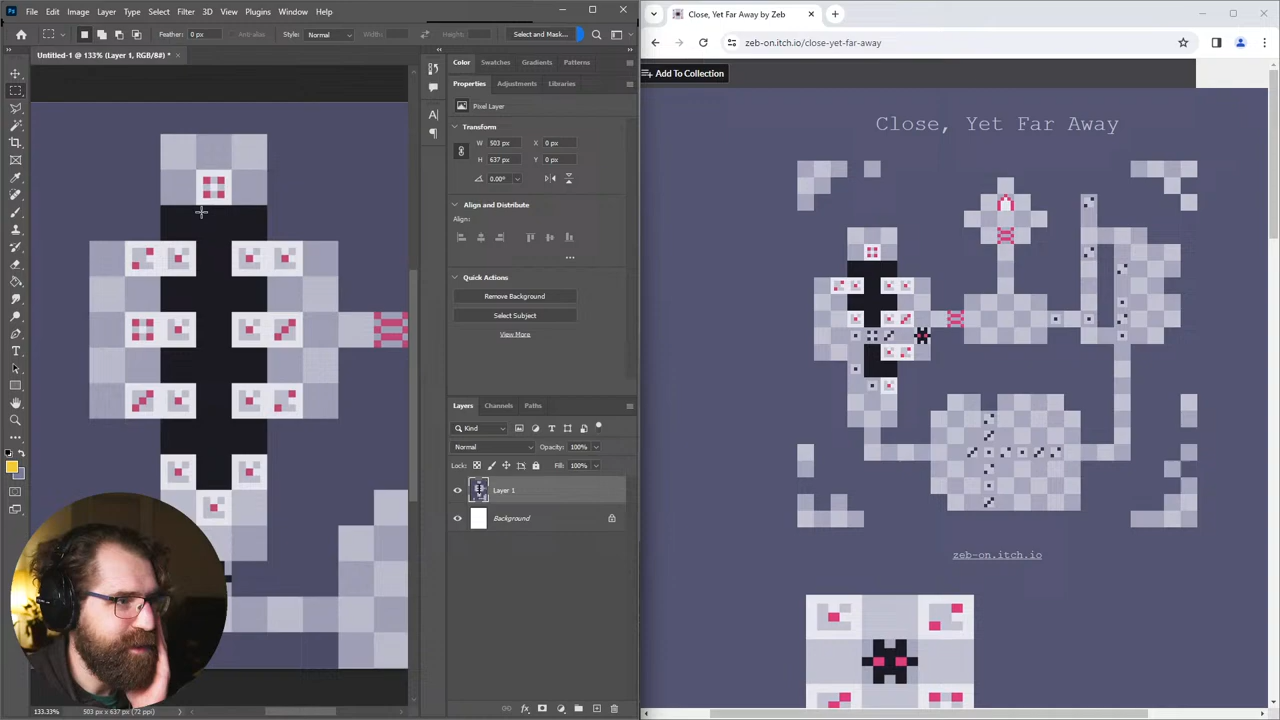 File Edit Image Layer Type Select Filter 3D View Plugins Window Help
Feather: 0 px Anti-alias Style: Normal Width: Height: Select and Mask...
Untitled-1 @ 133% (Layer 1, RGB/8#) *
Color Swatches Gradients Patterns
Properties Adjustments Libraries
Pixel Layer
Transform
W 503 px X 0 px
H 637 px Y 0 px
0.00°
Align and Distribute
Align:
Quick Actions
Remove Background
Select Subject
View More
Layers Channels Paths
Kind
Normal Opacity: 100%
Lock: Fill: 100%
Layer 1
Background
133.33% 503 px x 637 px (72 ppi)
Close, Yet Far Away by Zeb
zeb-on.itch.io/close-yet-far-away
Add To Collection
Close, Yet Far Away
zeb-on.itch.io